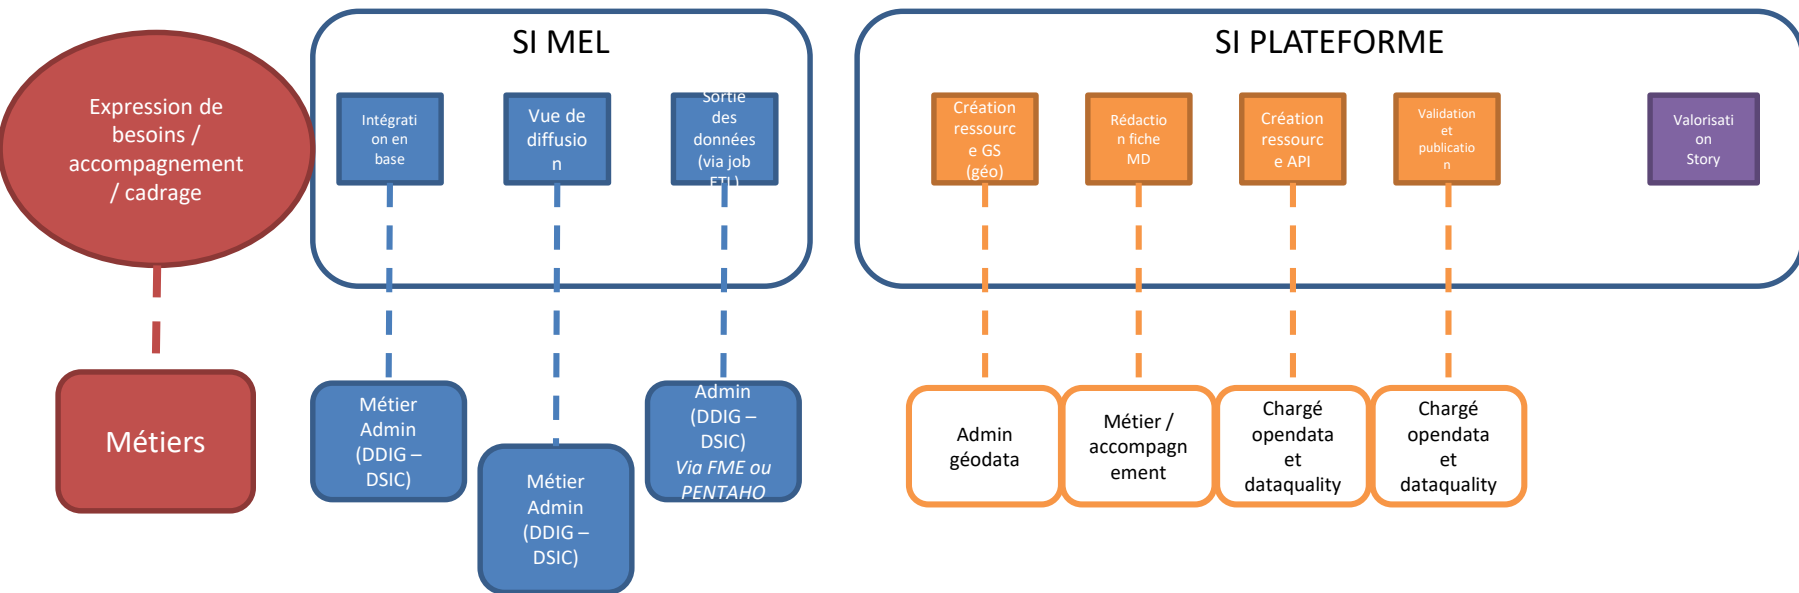 SI MEL
SI PLATEFORME
Expression de
besoins /
accompagnement
/ cadrage
Intégrati
on en
base
Vue de
diffusio
n
Sortie
des
données
(via job
ETL)
Création
ressourc
e GS
(géo)
Rédactio
n fiche
MD
Création
ressourc
e API
Validation
et
publicatio
n
Valorisati
on
Story
Métiers
Métier
Admin
(DDIG –
DSIC)
Métier
Admin
(DDIG –
DSIC)
Admin
(DDIG –
DSIC)
Via FME ou
PENTAHO
Admin
géodata
Métier /
accompagn
ement
Chargé
opendata
et
dataquality
Chargé
opendata
et
dataquality